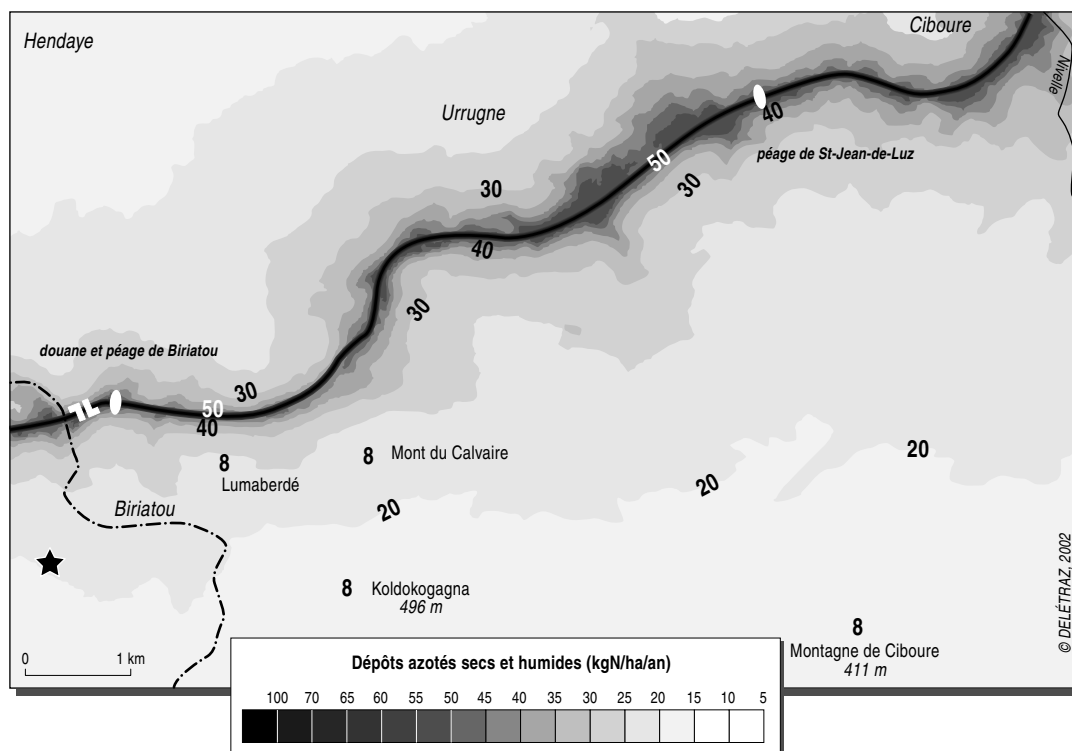 Hendaye
Ciboure
Nivelle
Urrugne
40
péage de St-Jean-de-Luz
50
30
30
40
30
douane et péage de Biriatou
30
50
40
8 Mont du Calvaire
8
Lumaberdé
20
20
20
Biriatou
8 Koldokogagna
496 m
8
Montagne de Ciboure
411 m
© DELÉTRAZ, 2002
0 1 km
Dépôts azotés secs et humides (kgN/ha/an)
100 70 65 60 55 50 45 40 35 30 25 20 15 10 5